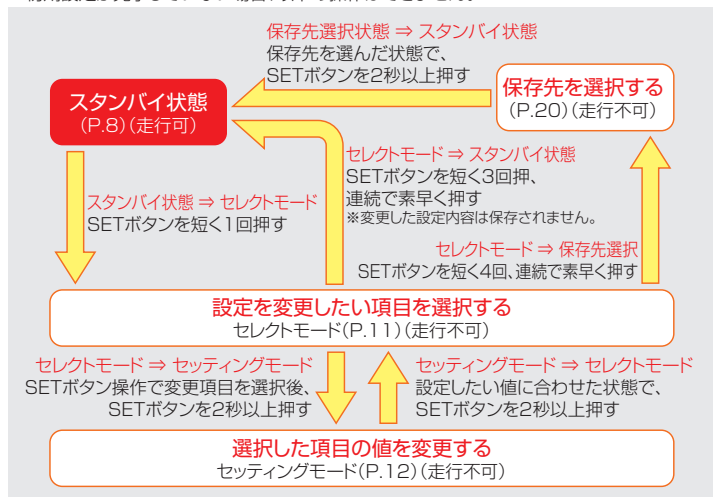 保存先選択状態 ⇒ スタンバイ状態
保存先を選んだ状態で、
SETボタンを2秒以上押す
スタンバイ状態
(P.8)(走行可)
保存先を選択する
(P.20)(走行不可)
セレクトモード ⇒ スタンバイ状態
SETボタンを短く3回押、
連続で素早く押す
※変更した設定内容は保存されません。
スタンバイ状態 ⇒ セレクトモード
SETボタンを短く1回押す
セレクトモード ⇒ 保存先選択
SETボタンを短く4回、連続で素早く押す
設定を変更したい項目を選択する
セレクトモード(P.11)(走行不可)
セレクトモード ⇒ セッティングモード
SETボタン操作で変更項目を選択後、
SETボタンを2秒以上押す
セッティングモード ⇒ セレクトモード
設定したい値に合わせた状態で、
SETボタンを2秒以上押す
選択した項目の値を変更する
セッティングモード(P.12)(走行不可)